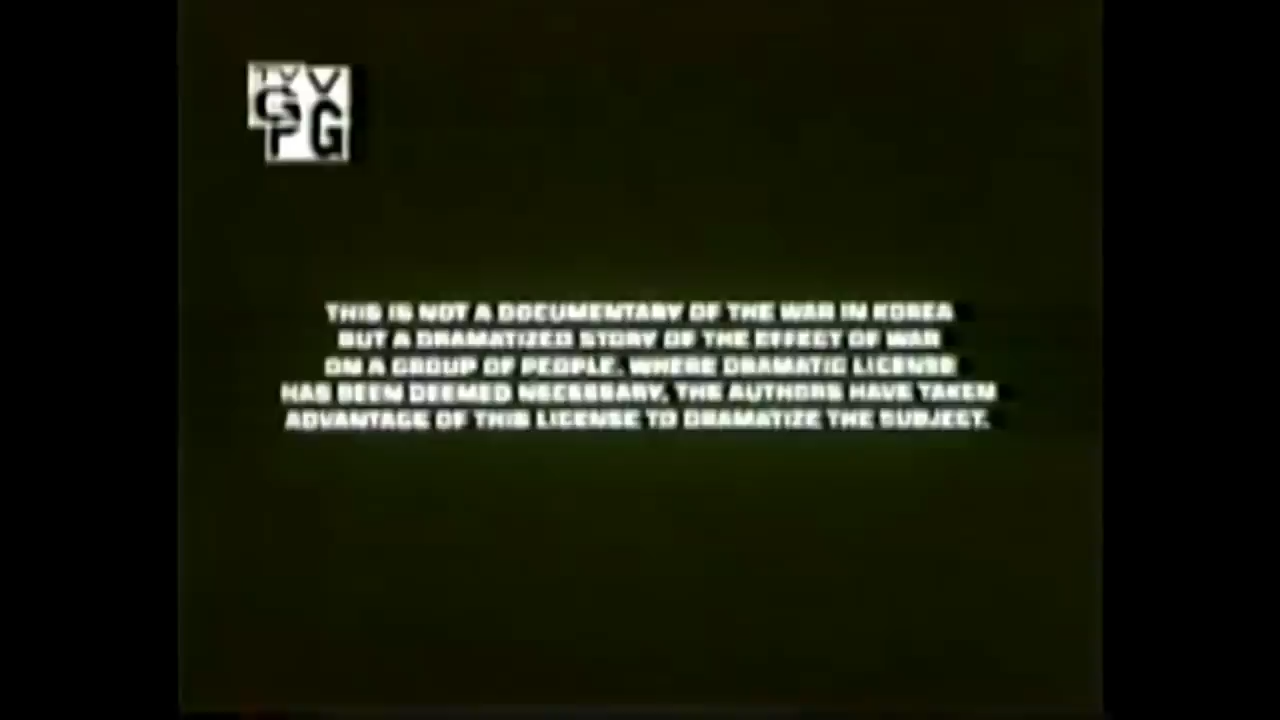 TV
G
V
PG
THIS IS NOT A DOCUMENTARY OF THE WAR IN KOREA
BUT A DRAMATIZED STORY OF THE EFFECT OF WAR
ON A GROUP OF PEOPLE. WHERE DRAMATIC LICENSE
HAS BEEN DEEMED NECESSARY, THE AUTHORS HAVE TAKEN
ADVANTAGE OF THIS LICENSE TO DRAMATIZE THE SUBJECT.